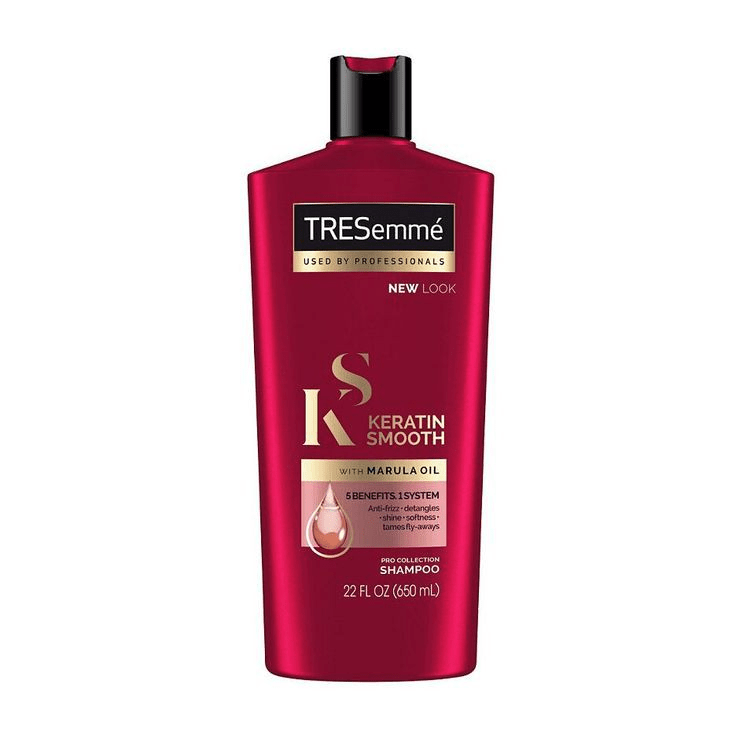 TRESemmé
USED BY PROFESSIONALS
NEW LOOK
KS
KERATIN
SMOOTH
WITH MARULA OIL
5 BENEFITS, 1 SYSTEM
Anti-frizz • detangles
• shine • softness •
tames fly-aways
PRO COLLECTION
SHAMPOO
22 FL OZ (650 mL)